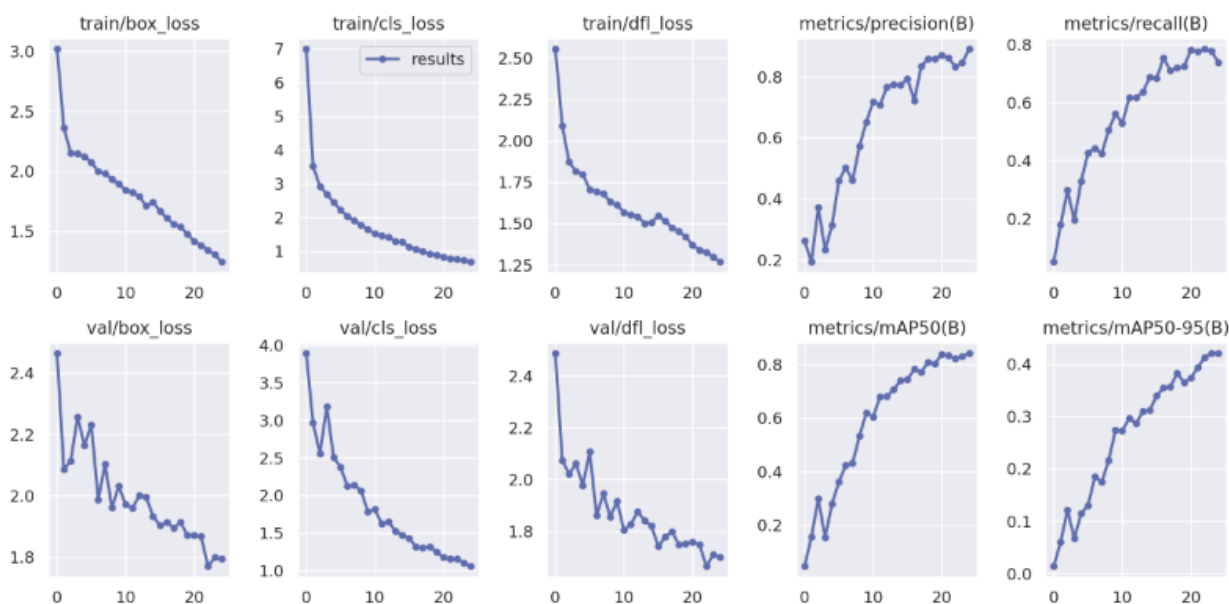 train/box_loss train/cls_loss train/dfl_loss metrics/precision(B) metrics/recall(B)
3.0 2.5 2.0 1.5
0 10 20
7 6 5 4 3 2 1
results
0 10 20
2.50 2.25 2.00 1.75 1.50 1.25
0 10 20
0.8 0.6 0.4 0.2
0 10 20
0.8 0.6 0.4 0.2
0 10 20
val/box_loss val/cls_loss val/dfl_loss metrics/mAP50(B) metrics/mAP50-95(B)
2.4 2.2 2.0 1.8
0 10 20
4.0 3.5 3.0 2.5 2.0 1.5 1.0
0 10 20
2.4 2.2 2.0 1.8
0 10 20
0.8 0.6 0.4 0.2
0 10 20
0.4 0.3 0.2 0.1 0.0
0 10 20